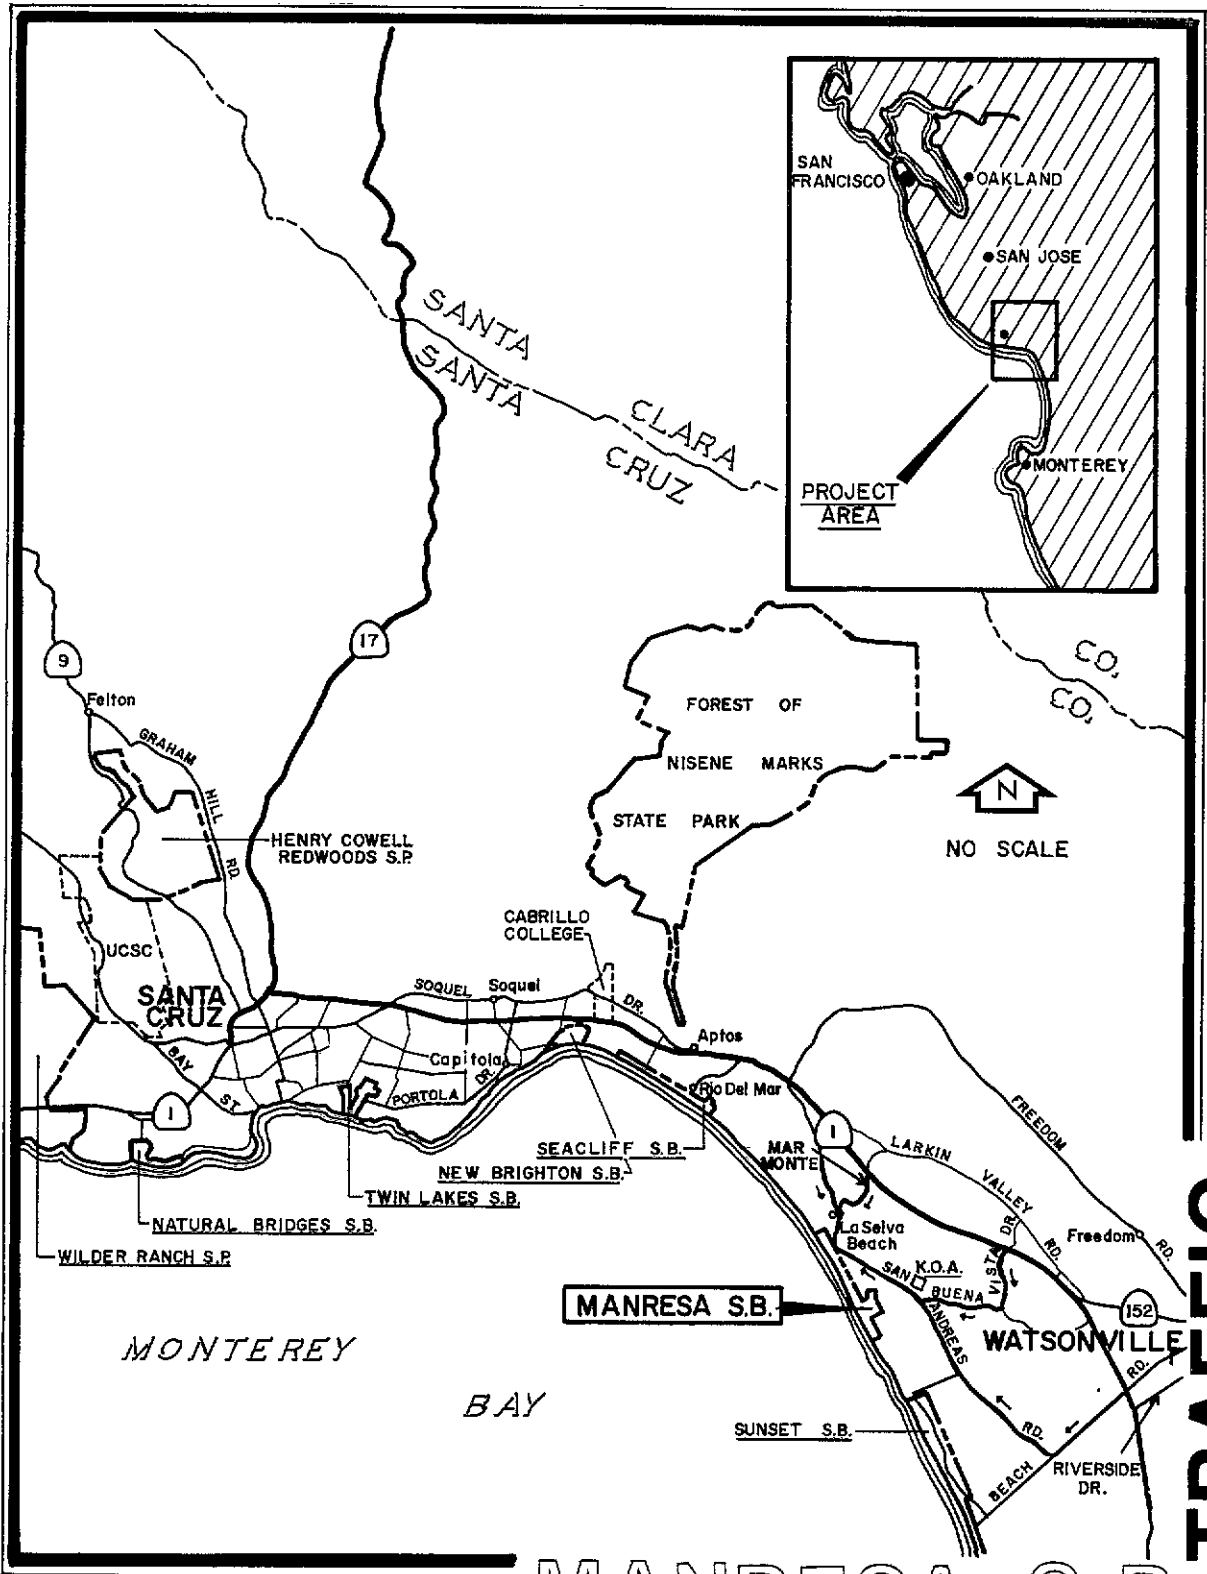 SAN
FRANCISCO
OAKLAND
SAN JOSE
MONTEREY
PROJECT
AREA
SANTA CLARA CO.
SANTA CRUZ CO.
17
9
Felton
GRAHAM HILL RD.
HENRY COWELL
REDWOODS S.P.
FOREST OF
NISENE MARKS
STATE PARK
N
NO SCALE
CABRILLO
COLLEGE
UCSC
SANTA
CRUZ
SOQUEL DR.
Soquel
Aptos
Capitola
PORTOLA DR.
Rio Del Mar
BAY ST.
1
1
MAR
MONTE
LARKIN VALLEY RD.
FREEDOM RD.
Freedom
SEACLIFF S.B.
NEW BRIGHTON S.B.
TWIN LAKES S.B.
NATURAL BRIDGES S.B.
WILDER RANCH S.P.
La Selva
Beach
K.O.A.
SAN ANDREAS RD.
BUENA VISTA DR.
152
MANRESA S.B.
WATSONVILLE
MONTEREY
BAY
SUNSET S.B.
BEACH RD.
RIVERSIDE
DR.
MANRESA S.B.